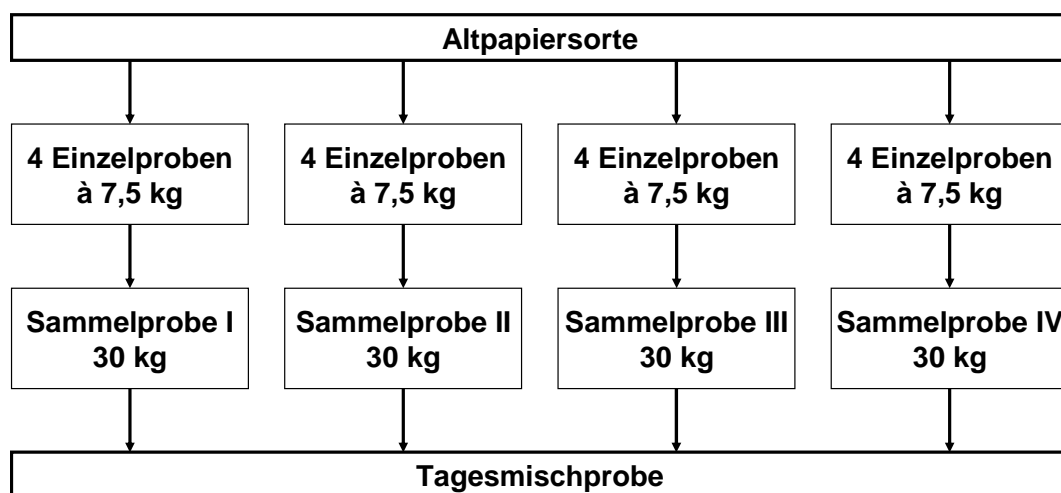 Altpapiersorte
4 Einzelproben
à 7,5 kg
4 Einzelproben
à 7,5 kg
4 Einzelproben
à 7,5 kg
4 Einzelproben
à 7,5 kg
Sammelprobe I
30 kg
Sammelprobe II
30 kg
Sammelprobe III
30 kg
Sammelprobe IV
30 kg
Tagesmischprobe